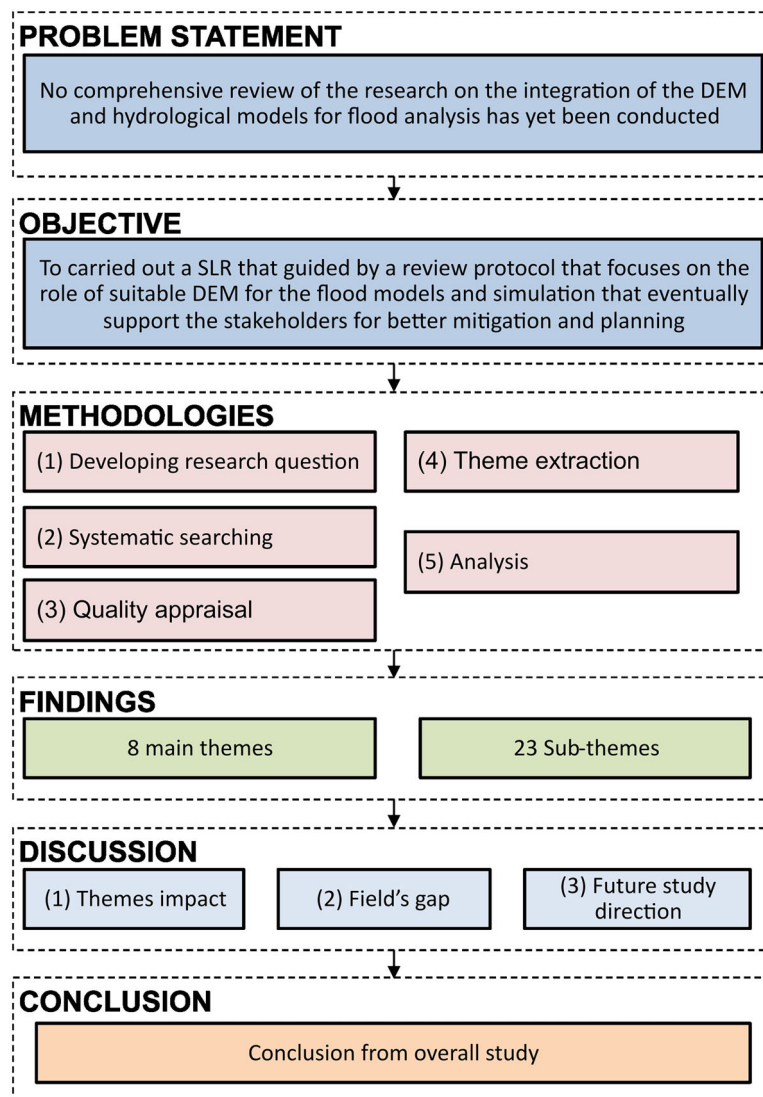 PROBLEM STATEMENT
No comprehensive review of the research on the integration of the DEM
and hydrological models for flood analysis has yet been conducted
OBJECTIVE
To carried out a SLR that guided by a review protocol that focuses on the
role of suitable DEM for the flood models and simulation that eventually
support the stakeholders for better mitigation and planning
METHODOLOGIES
(1) Developing research question
(2) Systematic searching
(3) Quality appraisal
(4) Theme extraction
(5) Analysis
FINDINGS
8 main themes
23 Sub-themes
DISCUSSION
(1) Themes impact
(2) Field's gap
(3) Future study
direction
CONCLUSION
Conclusion from overall study